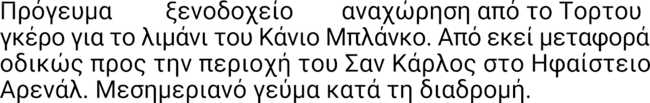 Πρόγευμα ξενοδοχείο αναχώρηση από το Τορτου
γκέρο για το λιμάνι του Κάνιο Μπλάνκο. Από εκεί μεταφορά
οδικώς προς την περιοχή του Σαν Κάρλος στο Ηφαίστειο
Αρενάλ. Μεσημεριανό γεύμα κατά τη διαδρομή.